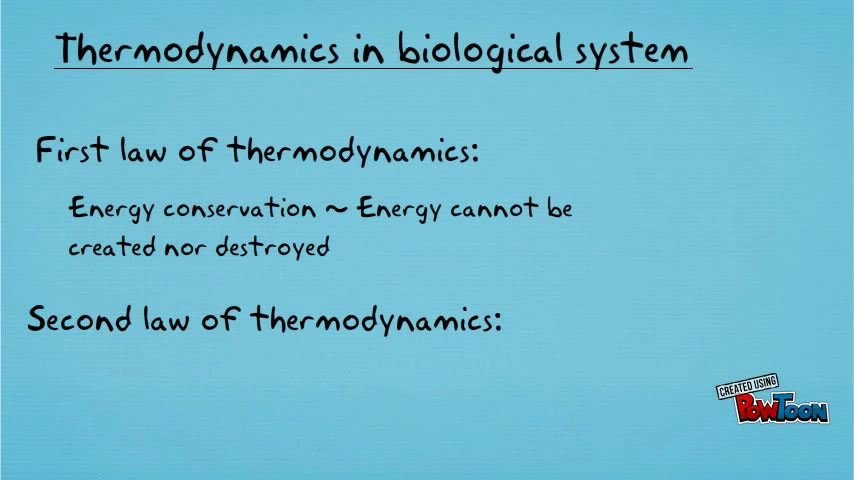 Thermodynamics in biological system
First law of thermodynamics:
Energy conservation ~ Energy cannot be
created nor destroyed
Second law of thermodynamics:
CREATED USING
POWTOON